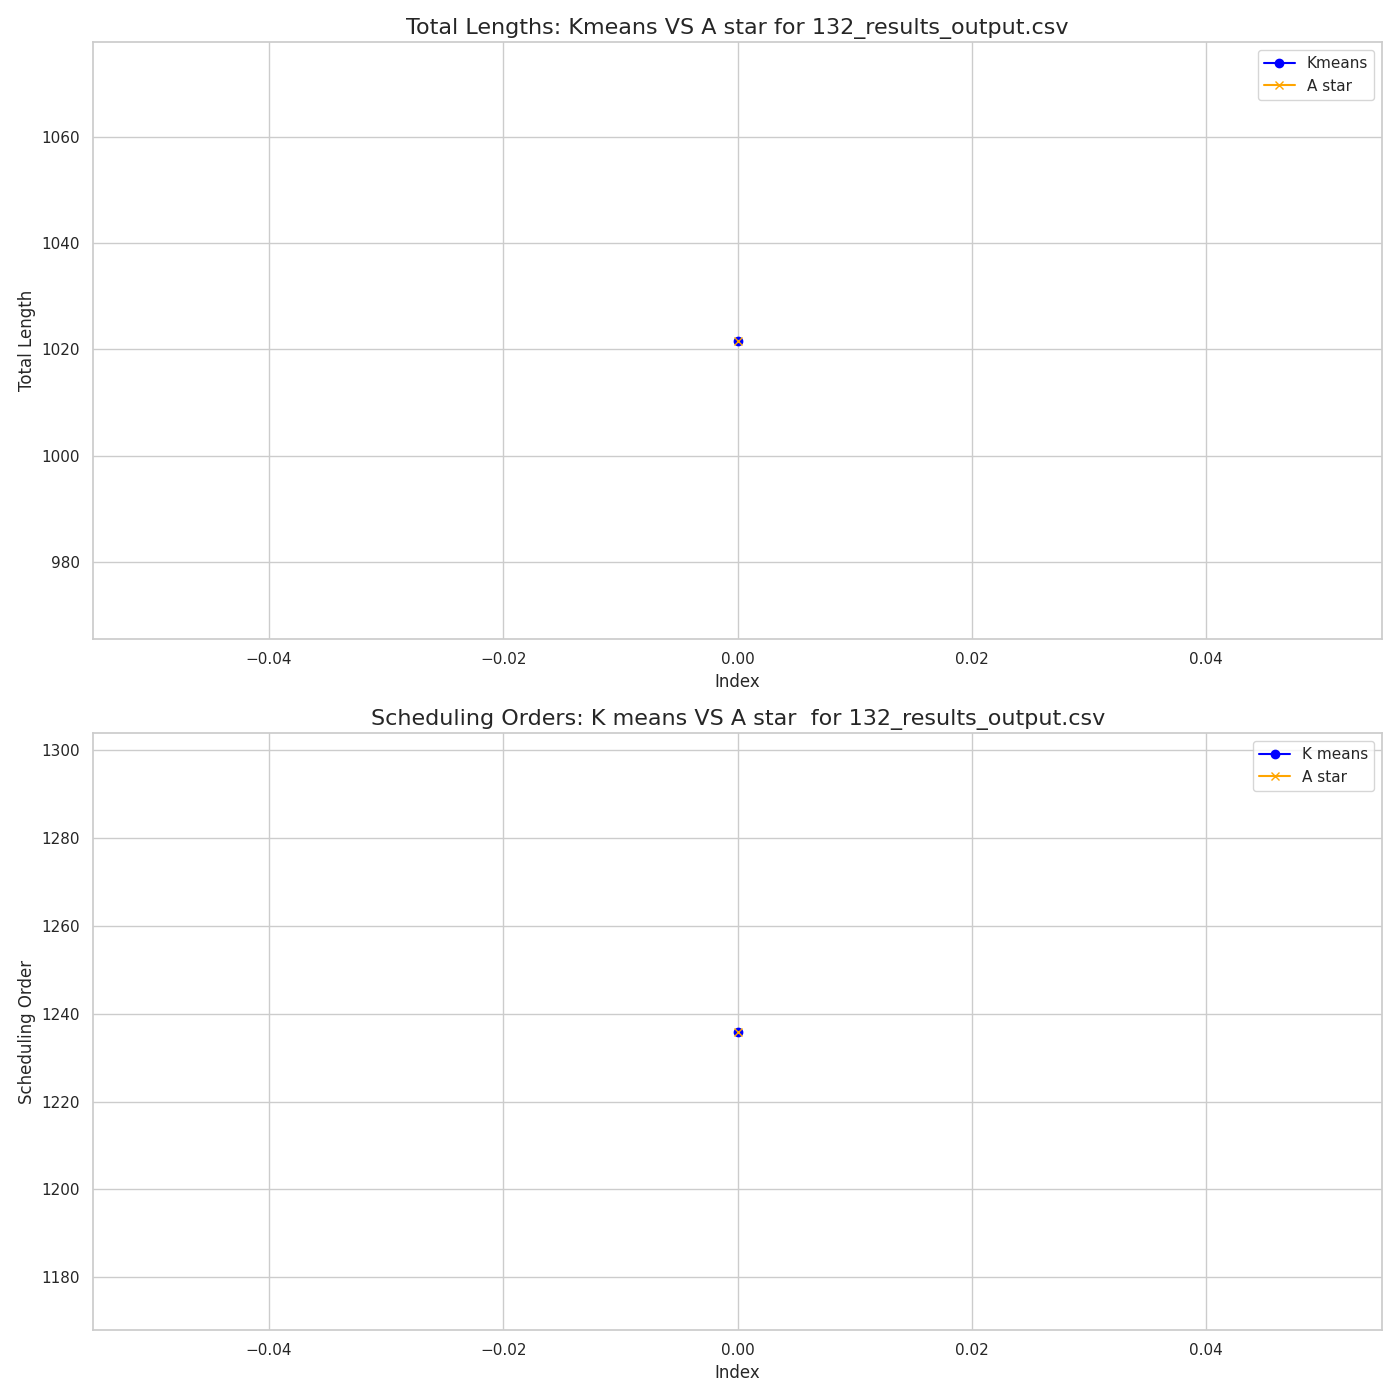 Total Lengths: Kmeans VS A star for 132_results_output.csv
Kmeans
A star
1060
1040
1020
1000
980
Total Length
−0.04
−0.02
0.00
0.02
0.04
Index
Scheduling Orders: K means VS A star  for 132_results_output.csv
K means
A star
1300
1280
1260
1240
1220
1200
1180
Scheduling Order
−0.04
−0.02
0.00
0.02
0.04
Index